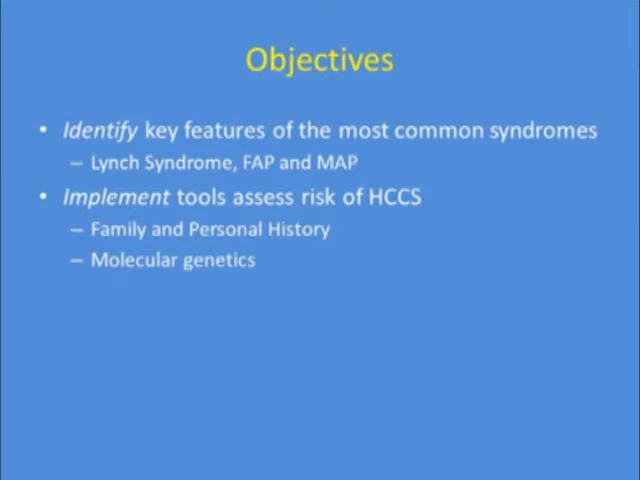 Objectives
• Identify key features of the most common syndromes
– Lynch Syndrome, FAP and MAP
• Implement tools assess risk of HCCS
– Family and Personal History
– Molecular genetics